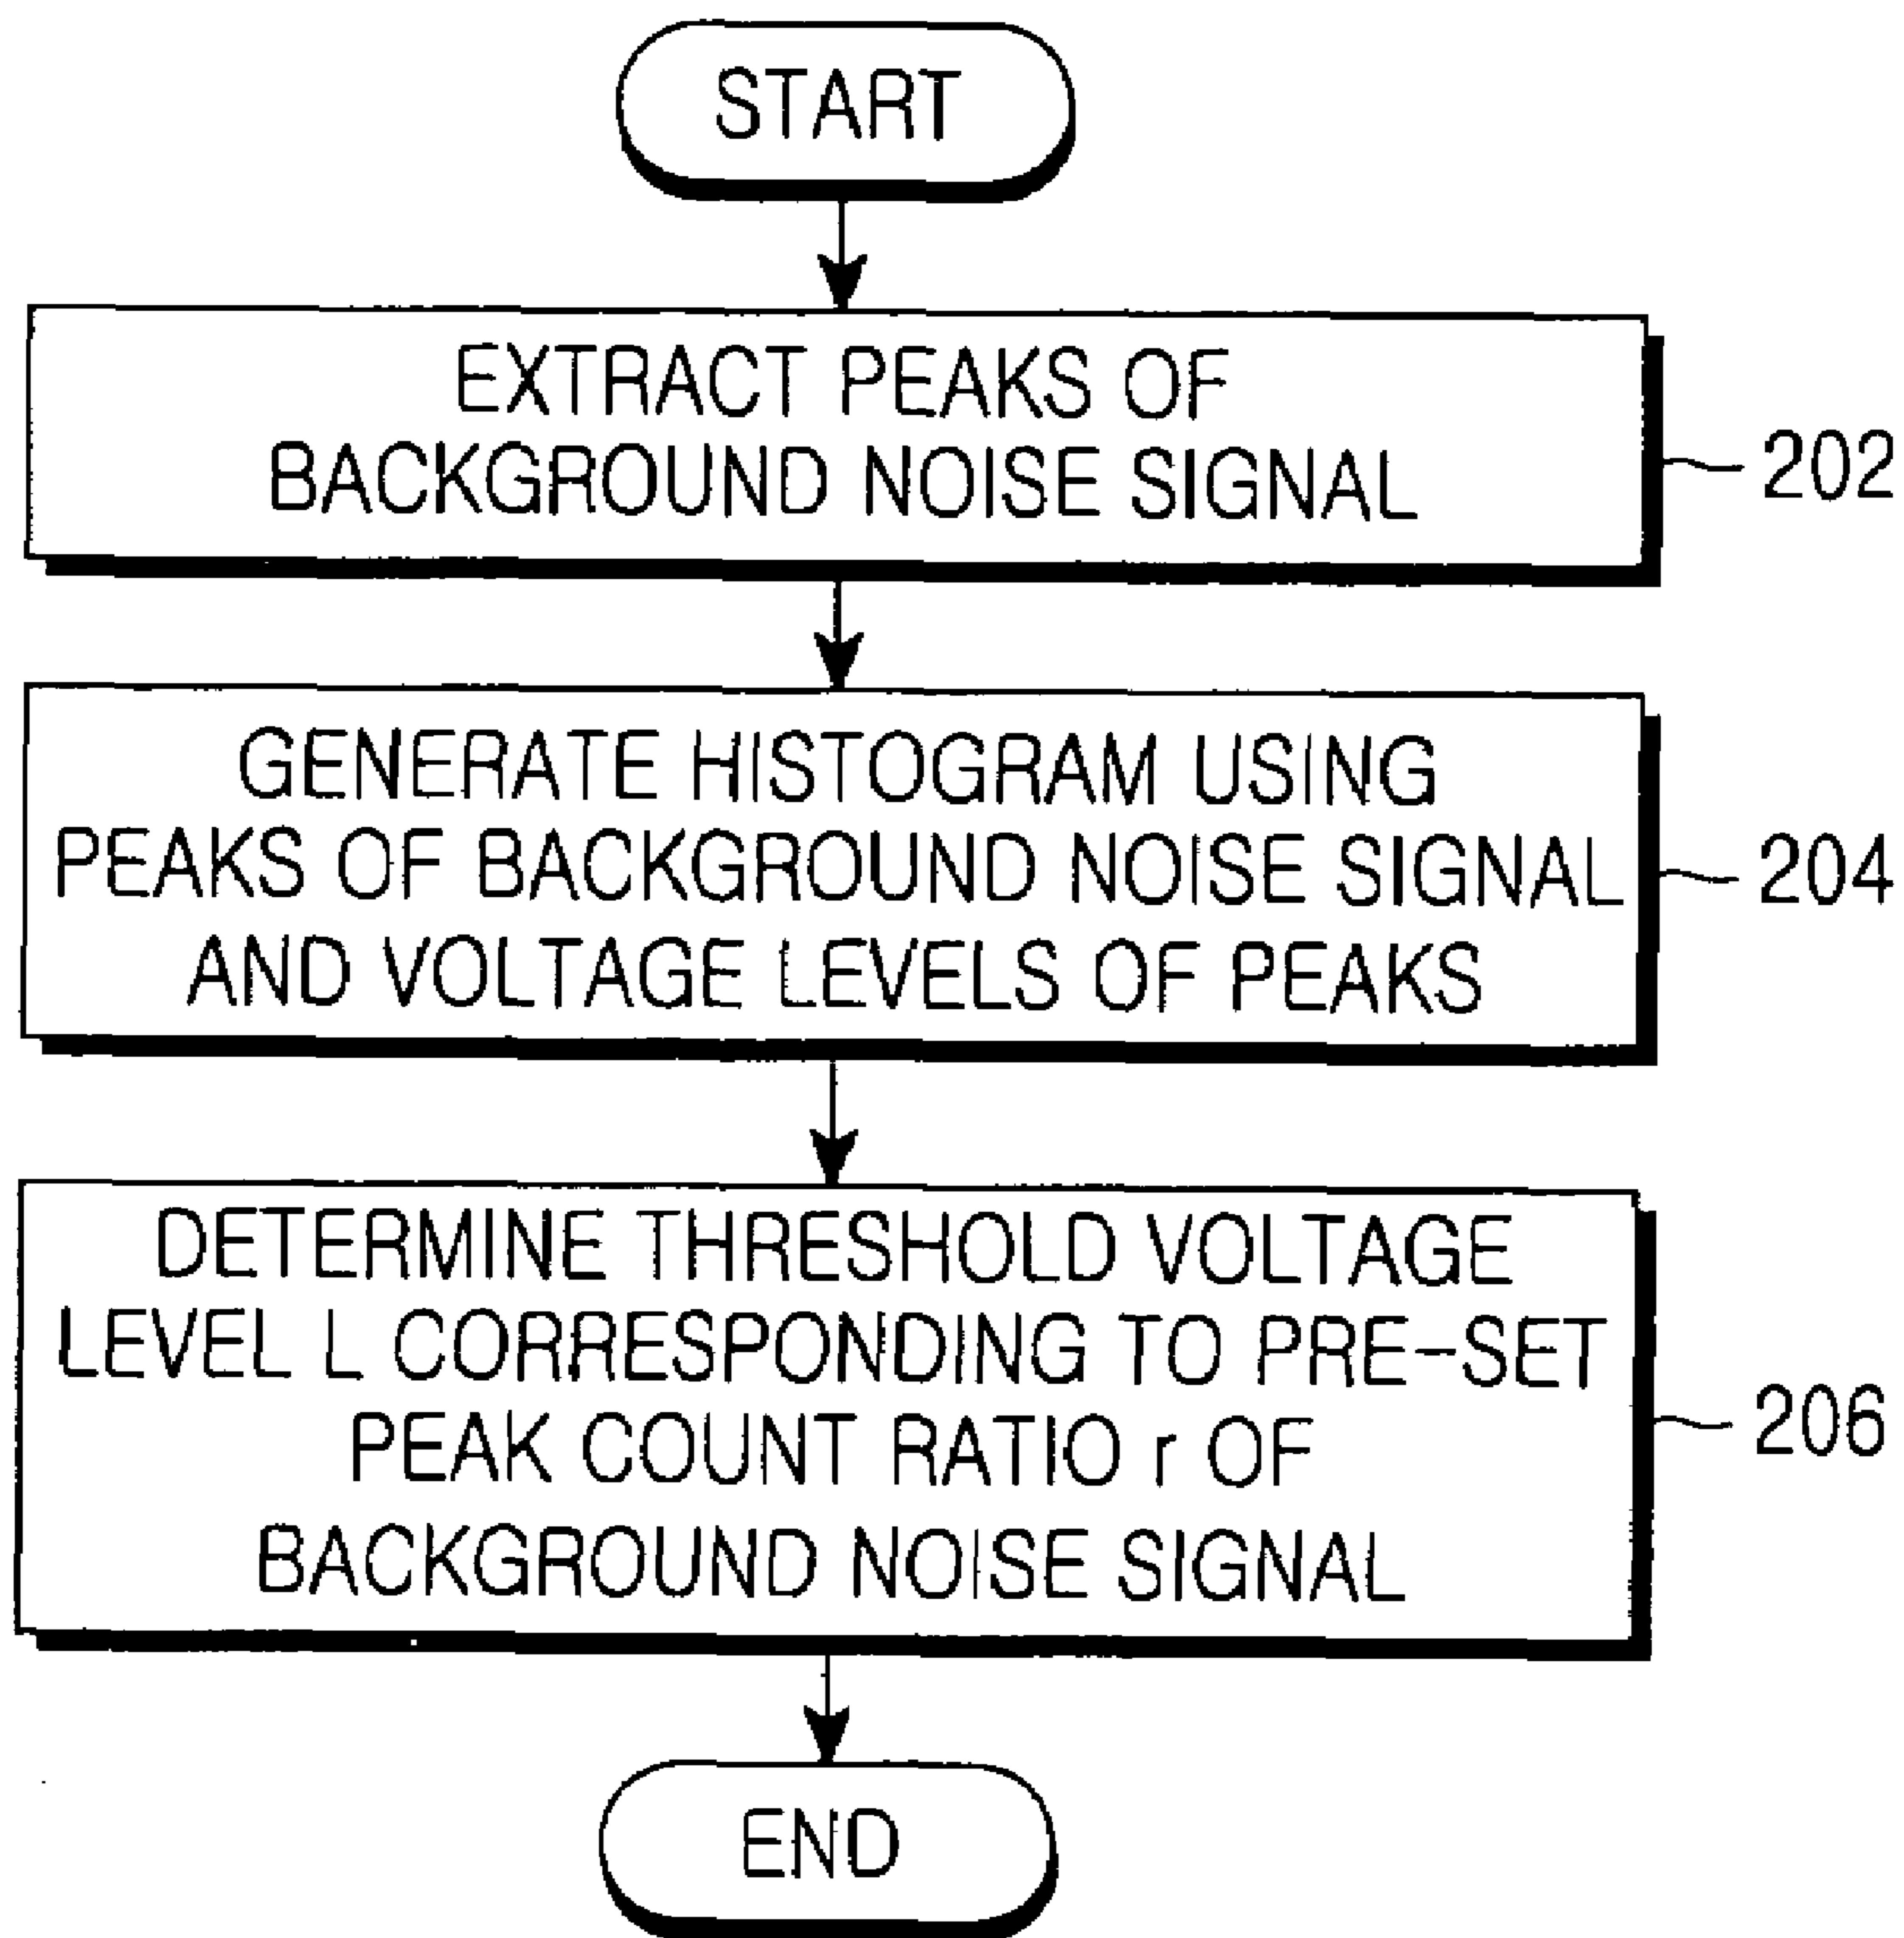 START
EXTRACT PEAKS OF
BACKGROUND NOISE SIGNAL
202
GENERATE HISTOGRAM USING
PEAKS OF BACKGROUND NOISE SIGNAL
AND VOLTAGE LEVELS OF PEAKS
204
DETERMINE THRESHOLD VOLTAGE
LEVEL L CORRESPONDING TO PRE-SET
PEAK COUNT RATIO r OF
BACKGROUND NOISE SIGNAL
206
END